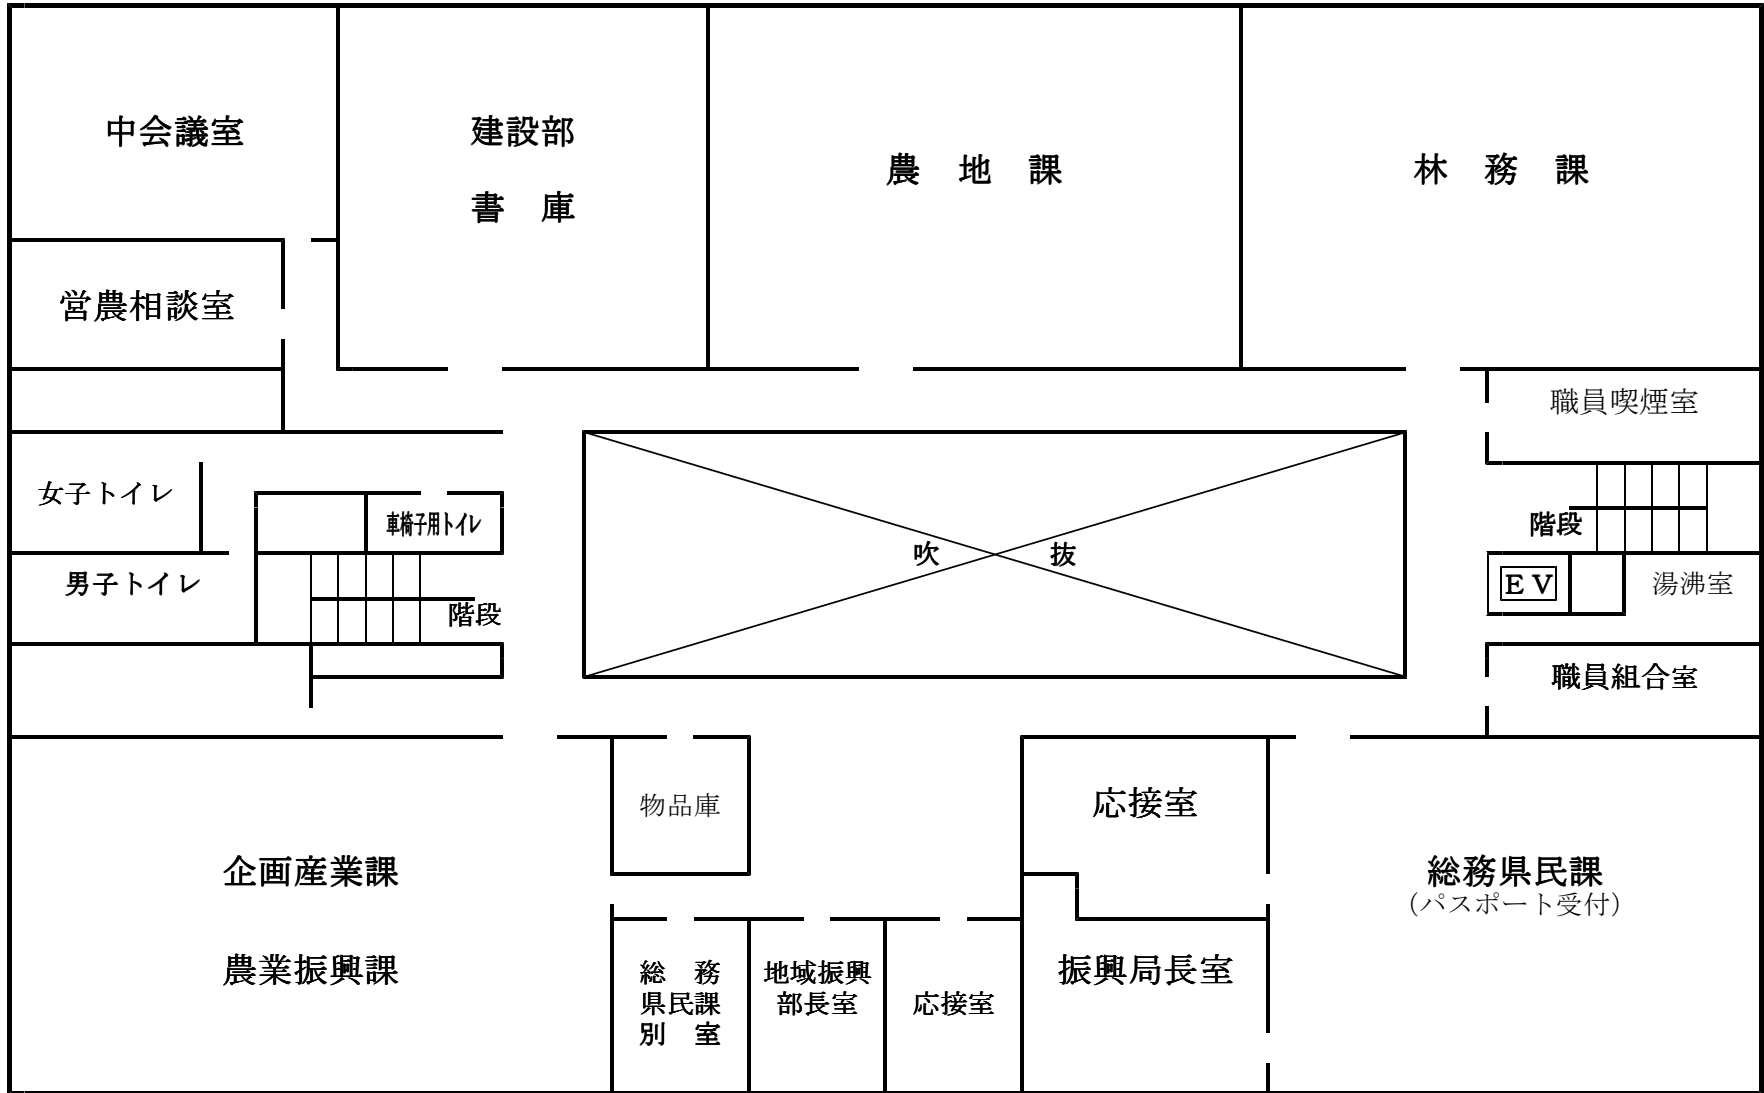 中会議室
建設部
書　庫
農　地　課
林　務　課
営農相談室
職員喫煙室
女子トイレ
車椅子用トイレ
階段
吹　抜
男子トイレ
階段
ＥＶ
湯沸室
職員組合室
物品庫
応接室
企画産業課
農業振興課
総務県民課
（パスポート受付）
総　務
県民課
別　室
地域振興
部長室
応接室
振興局長室